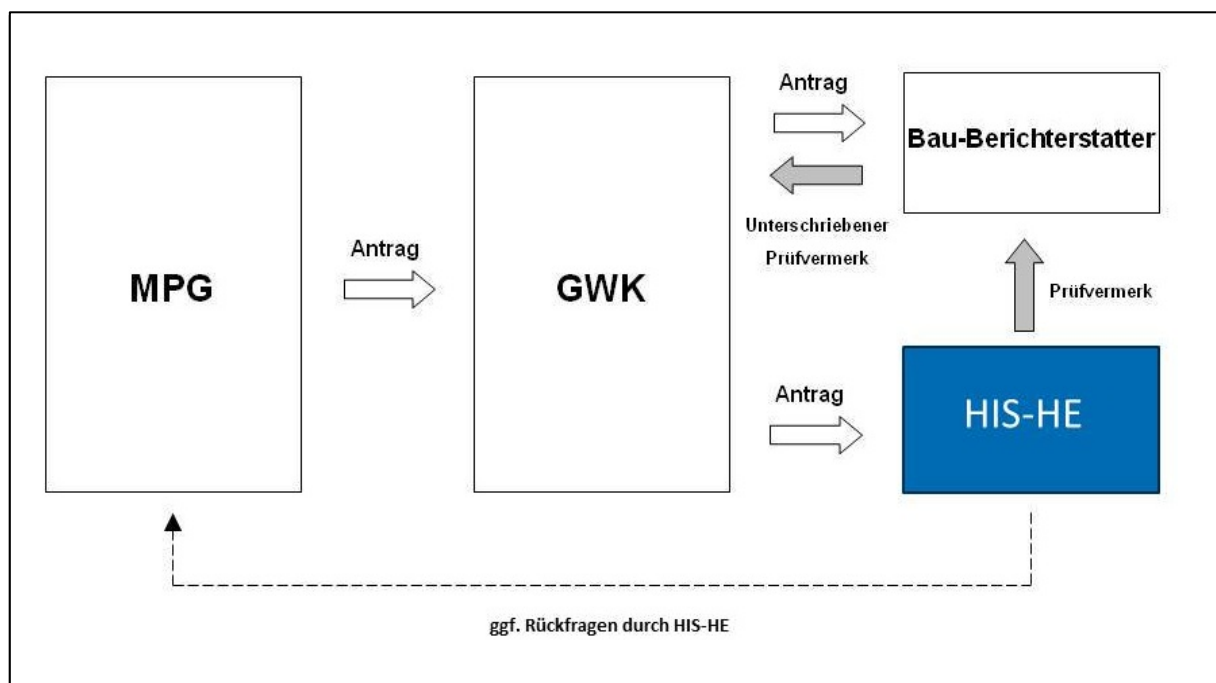 MPG
Antrag
GWK
Antrag
Unterschriebener
Prüfvermerk
Bau-Berichterstatter
Prüfvermerk
Antrag
HIS-HE
ggf. Rückfragen durch HIS-HE